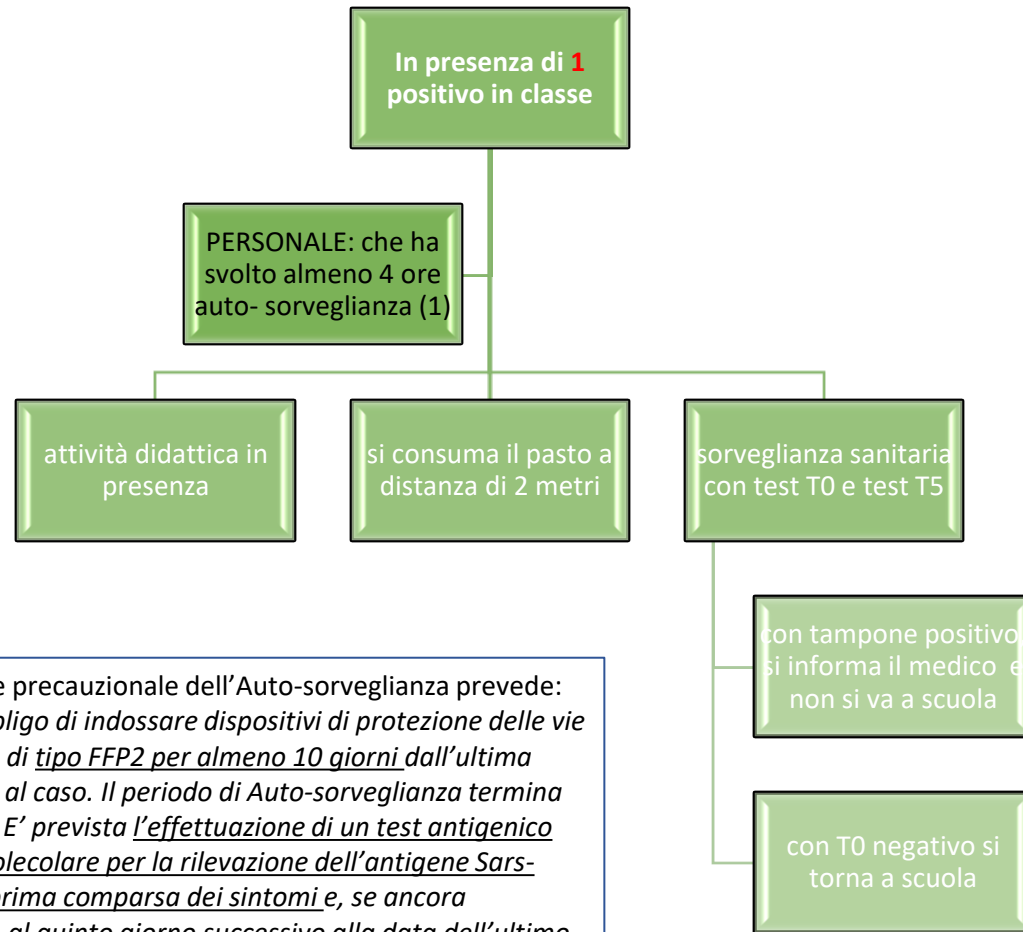 In presenza di 1
positivo in classe
PERSONALE: che ha
svolto almeno 4 ore
auto- sorveglianza (1)
attività didattica in
presenza
si consuma il pasto a
distanza di 2 metri
sorveglianza sanitaria
con test T0 e test T5
con tampone positivo
si informa il medico e
non si va a scuola
con T0 negativo si
torna a scuola
e precauzionale dell’Auto-sorveglianza prevede:
bligo di indossare dispositivi di protezione delle vie
di tipo FFP2 per almeno 10 giorni dall’ultima
al caso. Il periodo di Auto-sorveglianza termina
E’ prevista l’effettuazione di un test antigenico
olecolare per la rilevazione dell’antigene Sars-
prima comparsa dei sintomi e, se ancora
al quinto giorno successivo alla data dell’ultimo